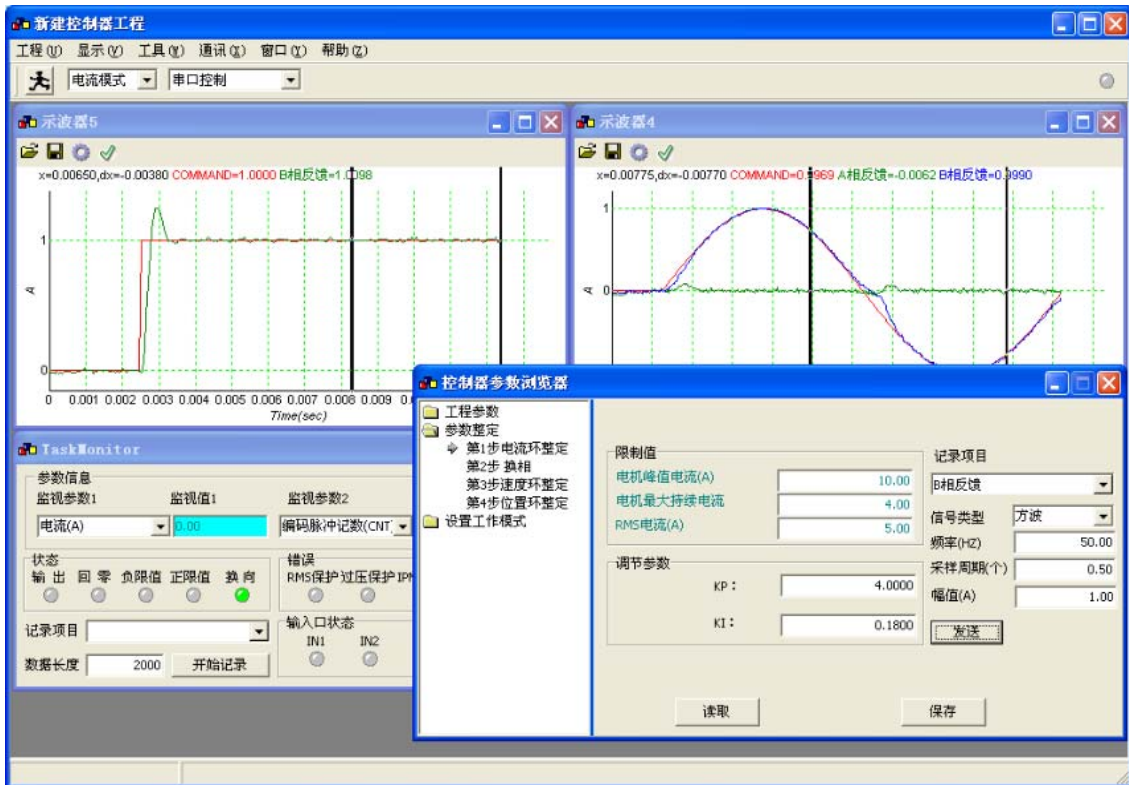 新建控制器工程
工程(U) 显示(V) 工具(W) 通讯(X) 窗口(Y) 帮助(Z)
电流模式 串口控制
示波器5
x=0.00650,dx=-0.00380 COMMAND=1.0000 B相反馈=1.0098
1
A
0
0 0.001 0.002 0.003 0.004 0.005 0.006 0.007 0.008 0.009
Time(sec)
示波器4
x=0.00775,dx=-0.00770 COMMAND=0.9969 A相反馈=-0.0062 B相反馈=0.9990
1
A
0
TaskMonitor
参数信息
监视参数1 监视值1 监视参数2
电流(A) 0.00 编码脉冲记数(CNT)
状态
输 出 回 零 负限值 正限值 换 向
错误
RMS保护 过压保护 IPM
记录项目
输入口状态
IN1 IN2
数据长度 2000 开始记录
控制器参数浏览器
工程参数
参数整定
第1步电流环整定
第2步 换相
第3步速度环整定
第4步位置环整定
设置工作模式
限制值
电机峰值电流(A) 10.00
电机最大持续电流 4.00
RMS电流(A) 5.00
调节参数
KP: 4.0000
KI: 0.1800
记录项目
B相反馈
信号类型 方波
频率(HZ) 50.00
采样周期(个) 0.50
幅值(A) 1.00
发送
读取 保存